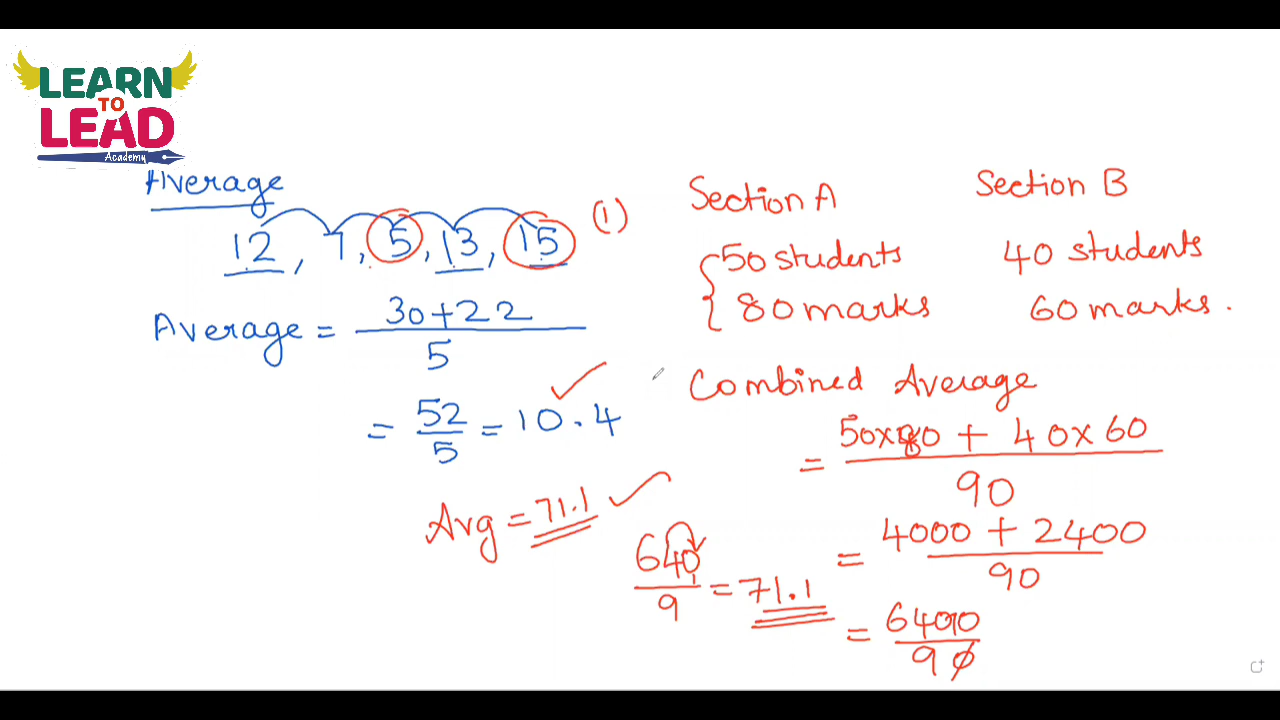 LEARN
TO
LEAD
Academy
Average
12, 7, 5, 13, 15 (1)
Average = 30+22
5
= 52 = 10.4
5
Avg = 71.1
Section A
Section B
50 students
40 students
80 marks
60 marks.
Combined Average
= 50x80 + 40x60
90
= 4000 + 2400
90
= 6400
90
640 = 71.1
9